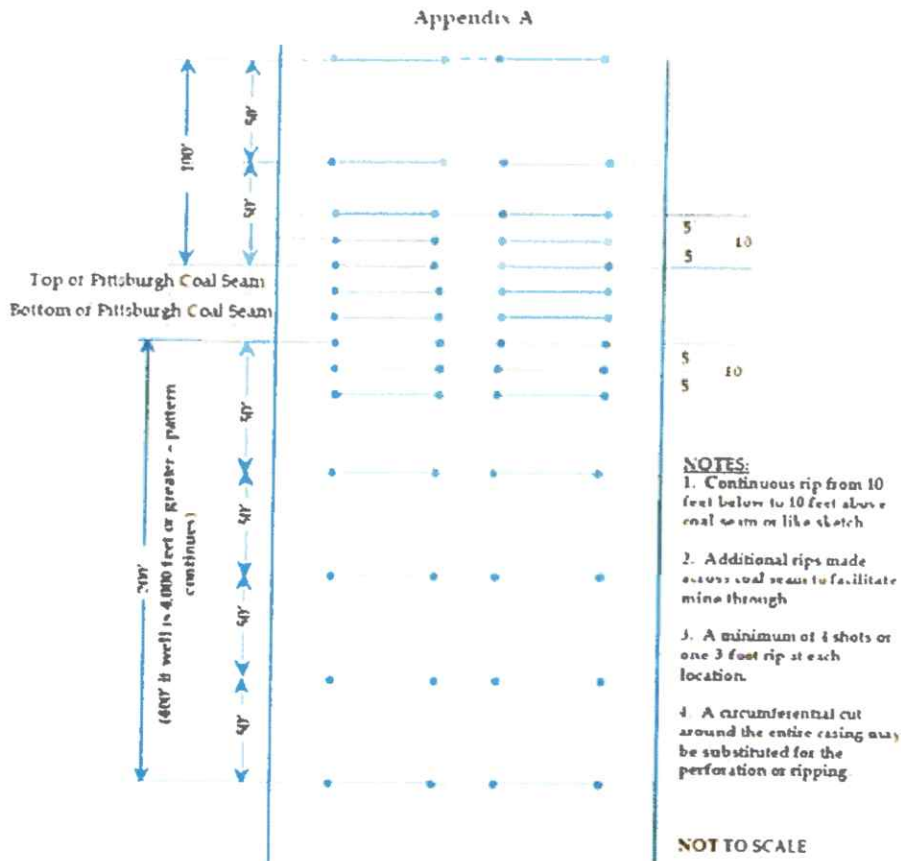 Appendix A
50'
100'
50'
5
10
5
Top of Pittsburgh Coal Seam
Bottom of Pittsburgh Coal Seam
5
10
5
50'
200'
(400' if well is 4,000 feet or greater - pattern
continues)
50'
50'
50'
NOTES:
1. Continuous rip from 10
feet below to 10 feet above
coal seam or like sketch
2. Additional rips made
across coal seam to facilitate
mine through
3. A minimum of 4 shots or
one 3 foot rip at each
location.
4. A circumferential cut
around the entire casing may
be substituted for the
perforation or ripping.
NOT TO SCALE